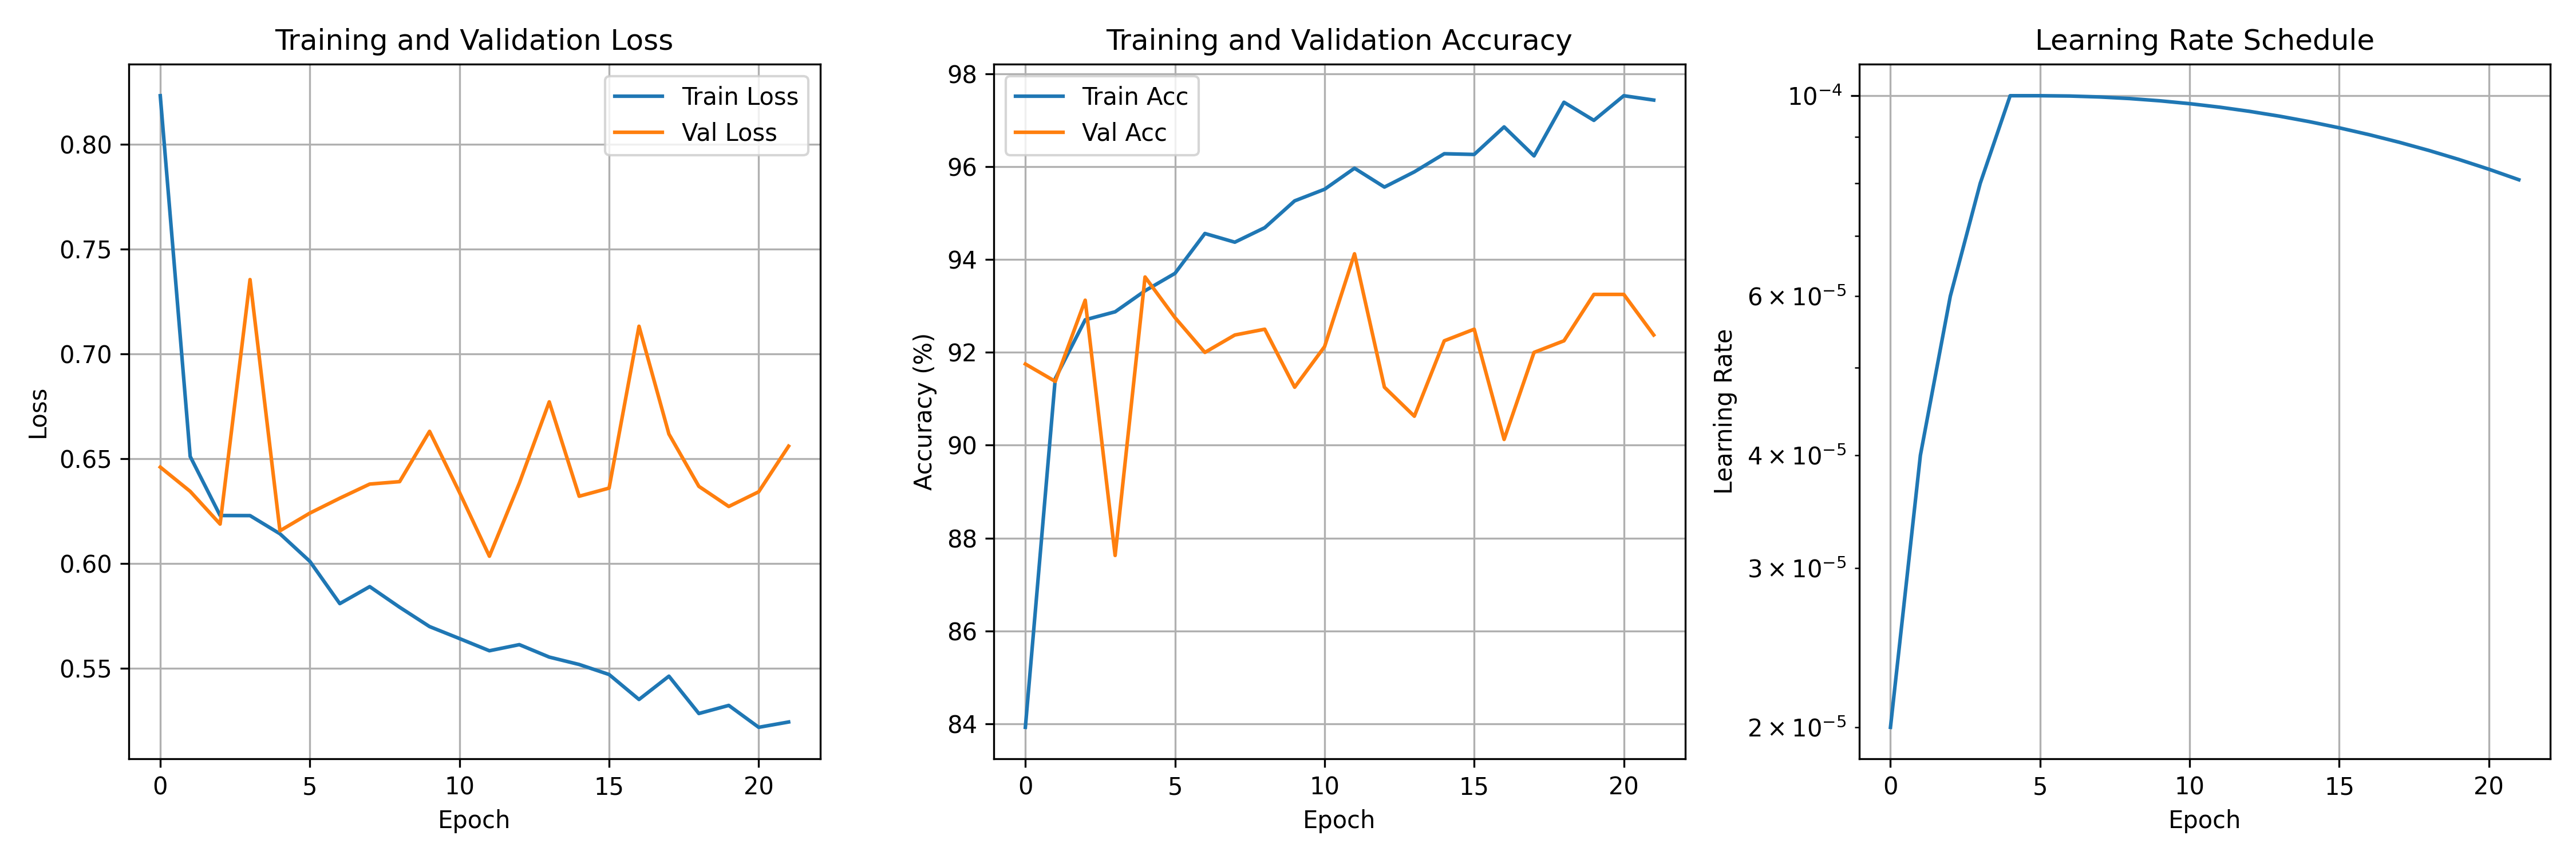 Training and Validation Loss
Train Loss
Val Loss
0.80
0.75
0.70
0.65
0.60
0.55
Loss
0 5 10 15 20
Epoch
Training and Validation Accuracy
Train Acc
Val Acc
98
96
94
92
90
88
86
84
Accuracy (%)
0 5 10 15 20
Epoch
Learning Rate Schedule
10⁻⁴
6 × 10⁻⁵
4 × 10⁻⁵
3 × 10⁻⁵
2 × 10⁻⁵
Learning Rate
0 5 10 15 20
Epoch